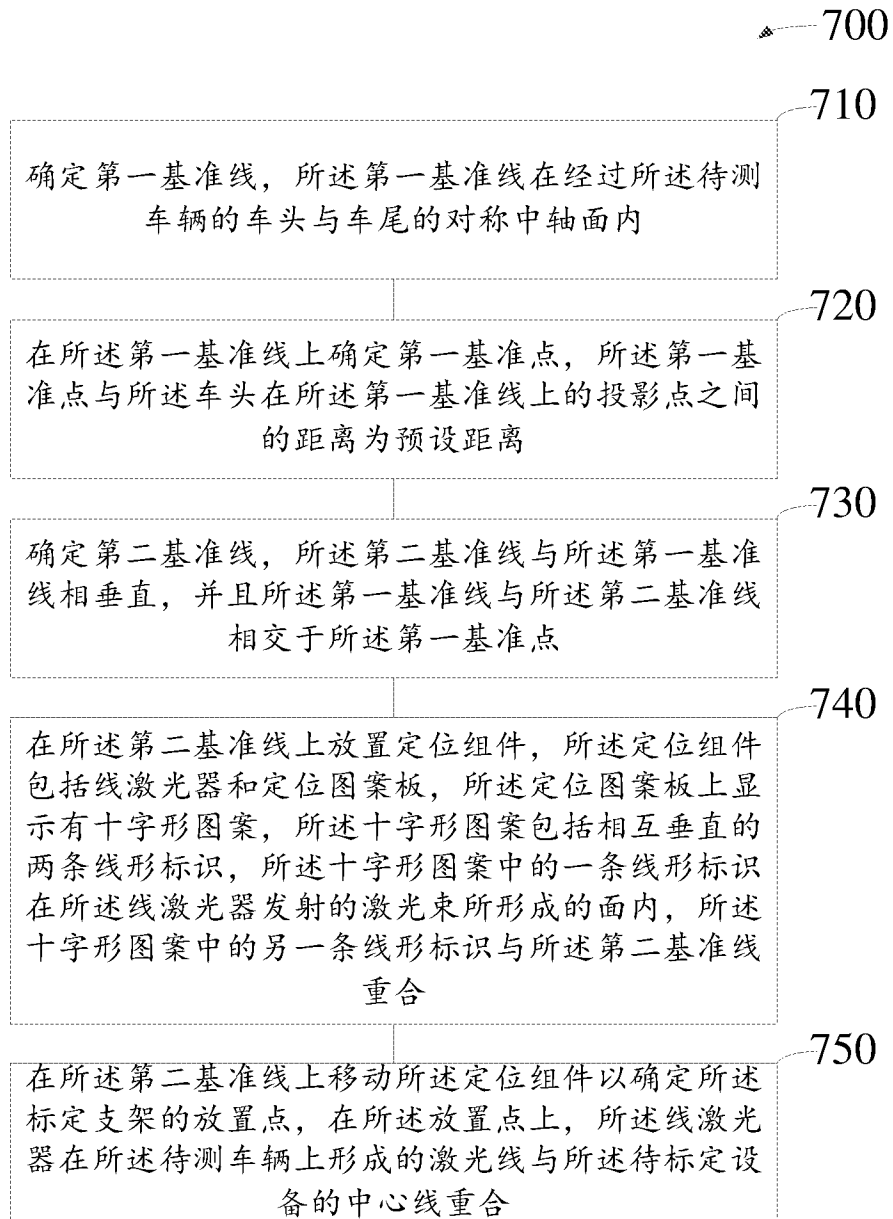 700
710
确定第一基准线，所述第一基准线在经过所述待测
车辆的车头与车尾的对称中轴面内
720
在所述第一基准线上确定第一基准点，所述第一基
准点与所述车头在所述第一基准线上的投影点之间
的距离为预设距离
730
确定第二基准线，所述第二基准线与所述第一基准
线相垂直，并且所述第一基准线与所述第二基准线
相交于所述第一基准点
740
在所述第二基准线上放置定位组件，所述定位组件
包括线激光器和定位图案板，所述定位图案板上显
示有十字形图案，所述十字形图案包括相互垂直的
两条线形标识，所述十字形图案中的一条线形标识
在所述线激光器发射的激光束所形成的面内，所述
十字形图案中的另一条线形标识与所述第二基准线
重合
750
在所述第二基准线上移动所述定位组件以确定所述
标定支架的放置点，在所述放置点上，所述线激光
器在所述待测车辆上形成的激光线与所述待标定设
备的中心线重合